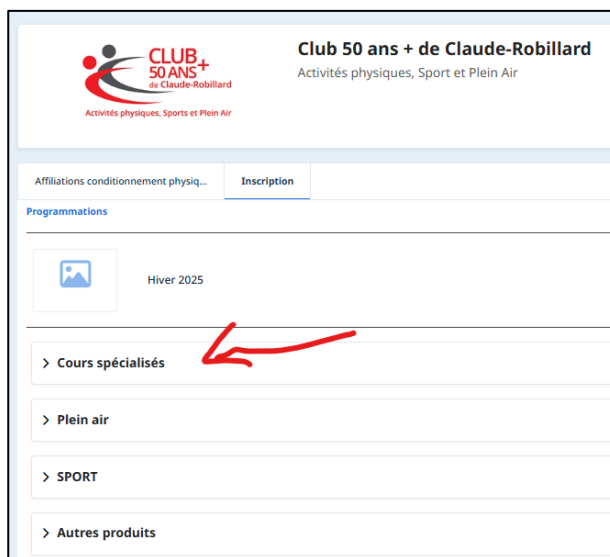 CLUB+
50 ANS
de Claude-Robillard
Activités physiques, Sports et Plein Air
Club 50 ans + de Claude-Robillard
Activités physiques, Sport et Plein Air
Affiliations conditionnement physiq...
Inscription
Programmations
Hiver 2025
Cours spécialisés
Plein air
SPORT
Autres produits